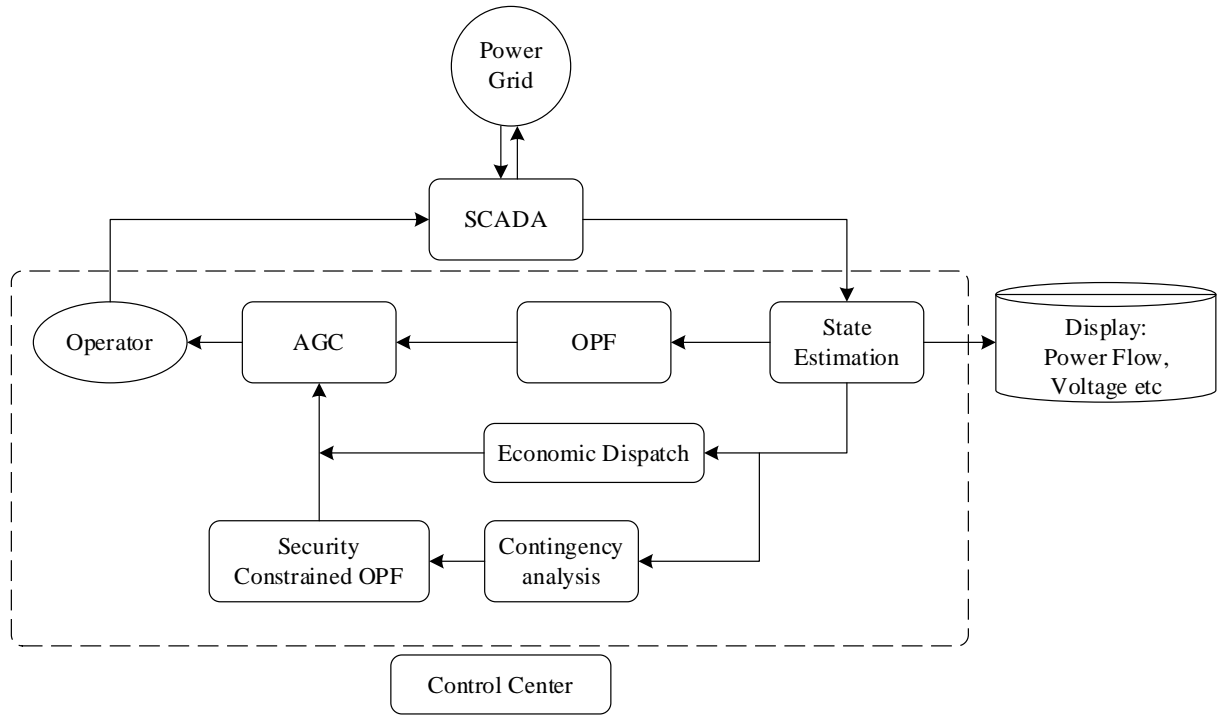 Power
Grid
SCADA
Operator
AGC
OPF
State
Estimation
Display:
Power Flow,
Voltage etc
Economic Dispatch
Security
Constrained OPF
Contingency
analysis
Control Center